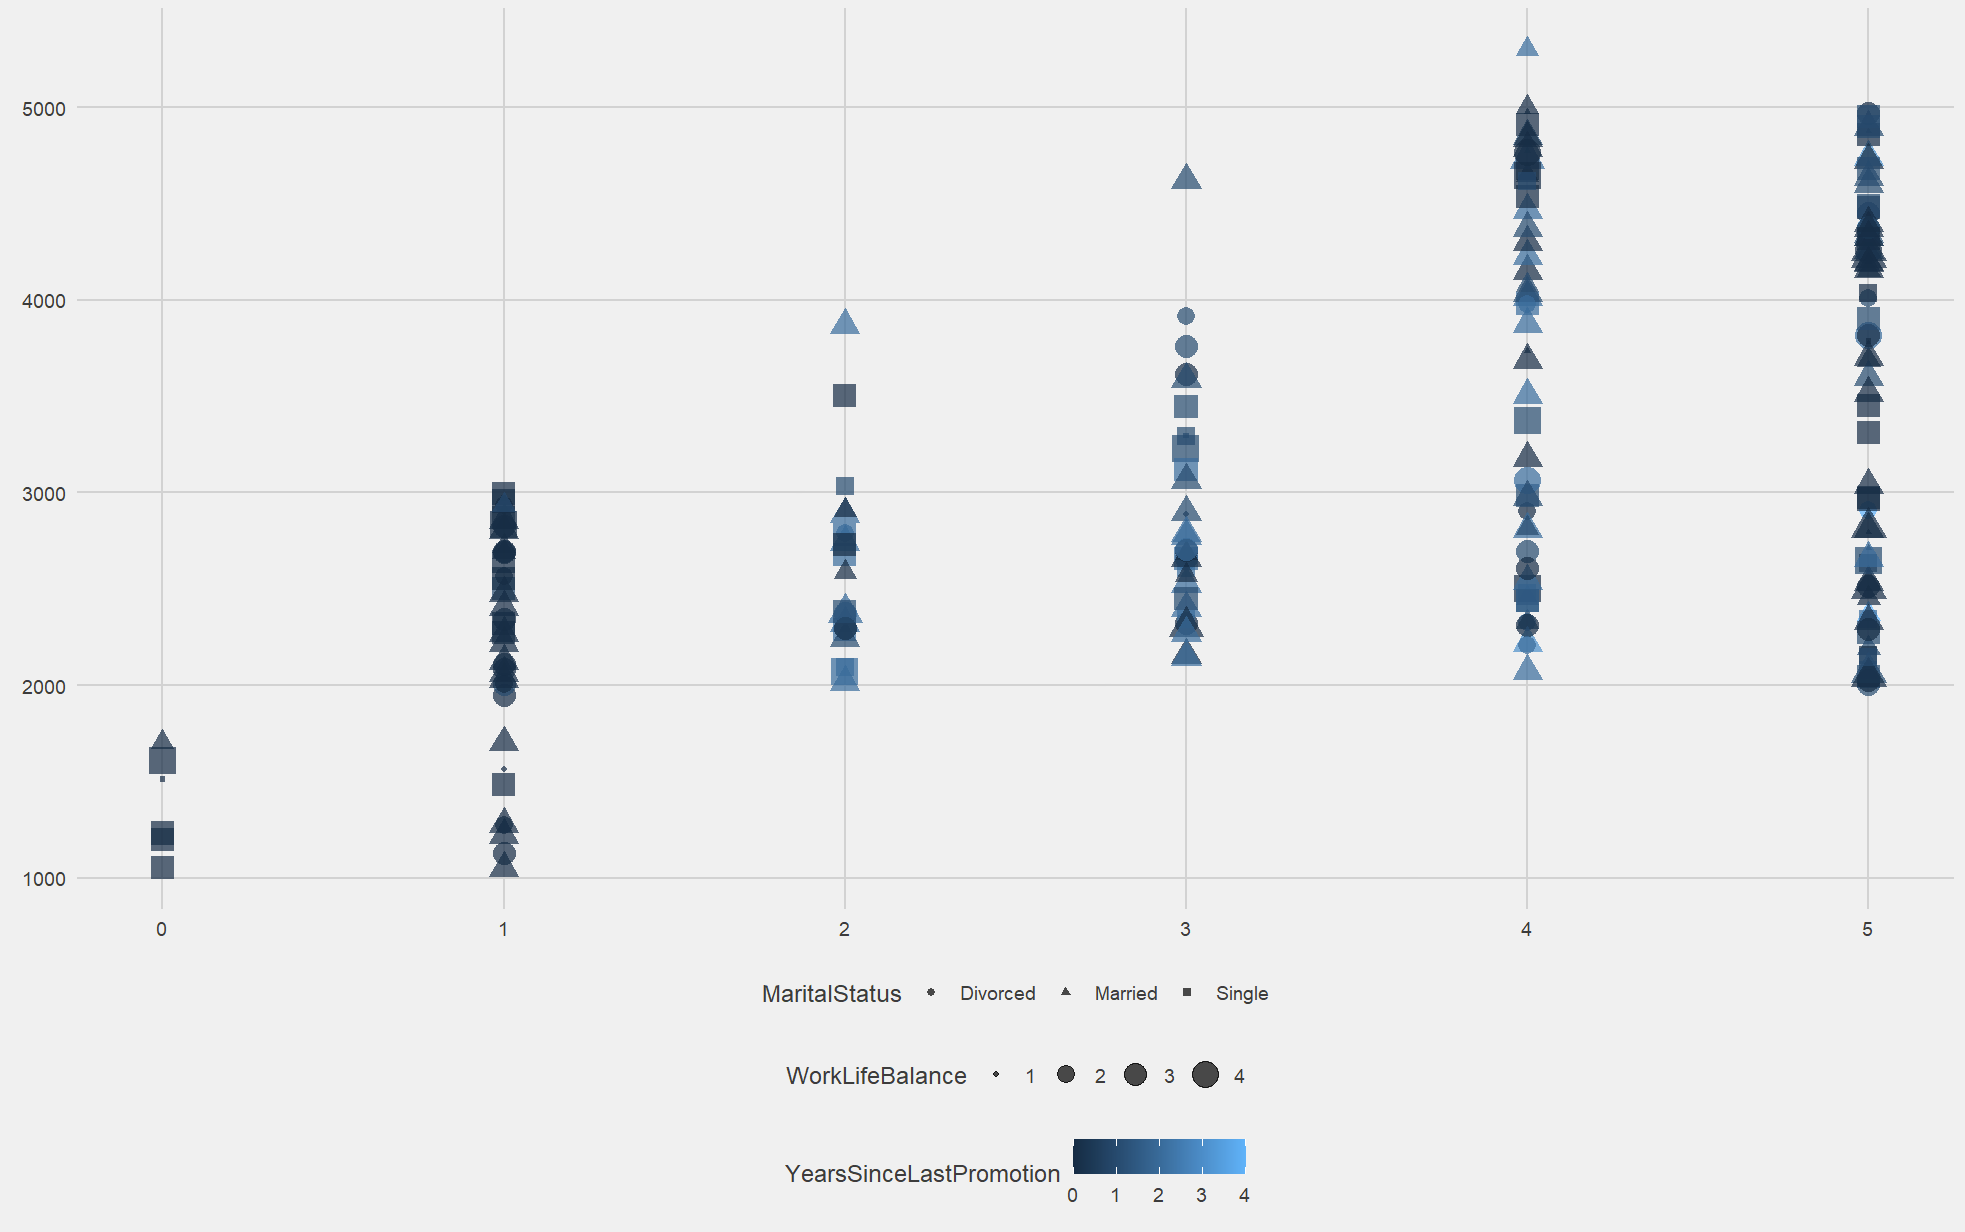 5000
4000
3000
2000
1000
0 1 2 3 4 5
MaritalStatus Divorced Married Single
WorkLifeBalance 1 2 3 4
YearsSinceLastPromotion
0 1 2 3 4